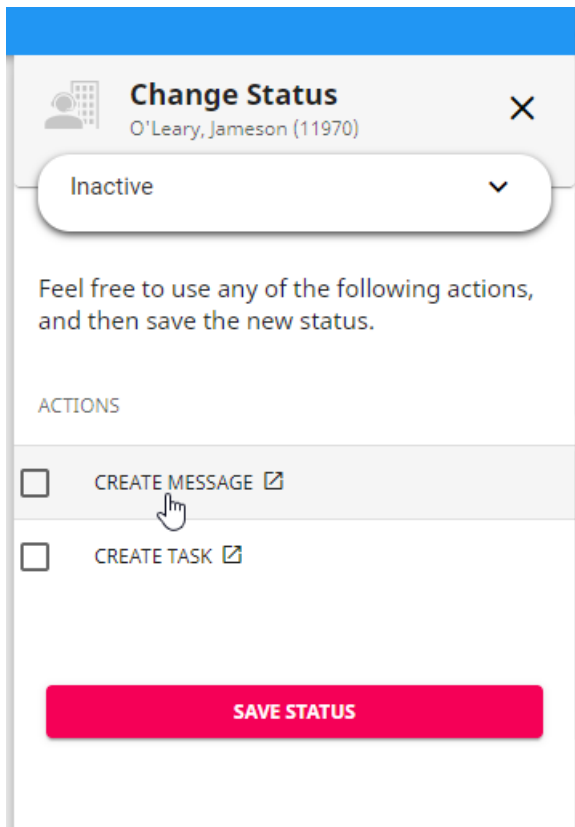 Change Status
O'Leary, Jameson (11970)
Inactive
Feel free to use any of the following actions,
and then save the new status.
ACTIONS
CREATE MESSAGE
CREATE TASK
SAVE STATUS